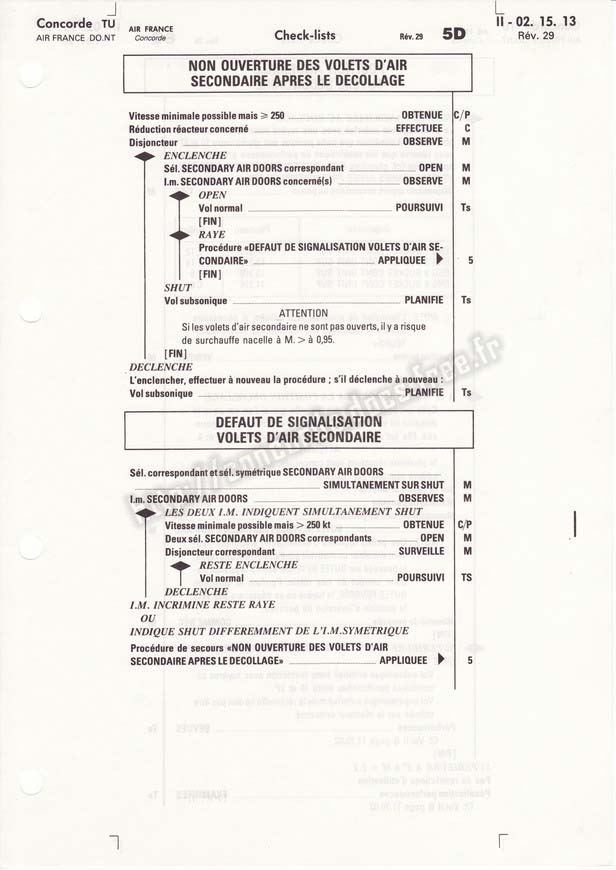 Concorde TU
AIR FRANCE DO.NT
AIR FRANCE
Concorde
Check-lists
Rév. 29
5D
II - 02. 15. 13
Rév. 29
NON OUVERTURE DES VOLETS D'AIR
SECONDAIRE APRES LE DECOLLAGE
Vitesse minimale possible mais ⩾ 250 OBTENUE C/P
Réduction réacteur concerné EFFECTUEE C
Disjoncteur OBSERVE M
ENCLENCHE
Sél. SECONDARY AIR DOORS correspondant OPEN M
I.m. SECONDARY AIR DOORS concerné(s) OBSERVE M
OPEN
Vol normal POURSUIVI Ts
[FIN]
RAYE
Procédure «DEFAUT DE SIGNALISATION VOLETS D'AIR SE-
CONDAIRE» APPLIQUEE 5
[FIN]
SHUT
Vol subsonique PLANIFIE Ts
ATTENTION
Si les volets d'air secondaire ne sont pas ouverts, il y a risque
de surchauffe nacelle à M. > à 0,95.
[FIN]
DECLENCHE
L'enclencher, effectuer à nouveau la procédure ; s'il déclenche à nouveau :
Vol subsonique PLANIFIE Ts
DEFAUT DE SIGNALISATION
VOLETS D'AIR SECONDAIRE
Sél. correspondant et sél. symétrique SECONDARY AIR DOORS
SIMULTANEMENT SUR SHUT M
I.m. SECONDARY AIR DOORS OBSERVES M
LES DEUX I.M. INDIQUENT SIMULTANEMENT SHUT
Vitesse minimale possible mais > 250 kt OBTENUE C/P
Deux sél. SECONDARY AIR DOORS correspondants OPEN M
Disjoncteur correspondant SURVEILLE M
RESTE ENCLENCHE
Vol normal POURSUIVI TS
DECLENCHE
I.M. INCRIMINE RESTE RAYE
OU
INDIQUE SHUT DIFFEREMMENT DE L'I.M.SYMETRIQUE
Procédure de secours «NON OUVERTURE DES VOLETS D'AIR
SECONDAIRE APRES LE DECOLLAGE» APPLIQUEE 5